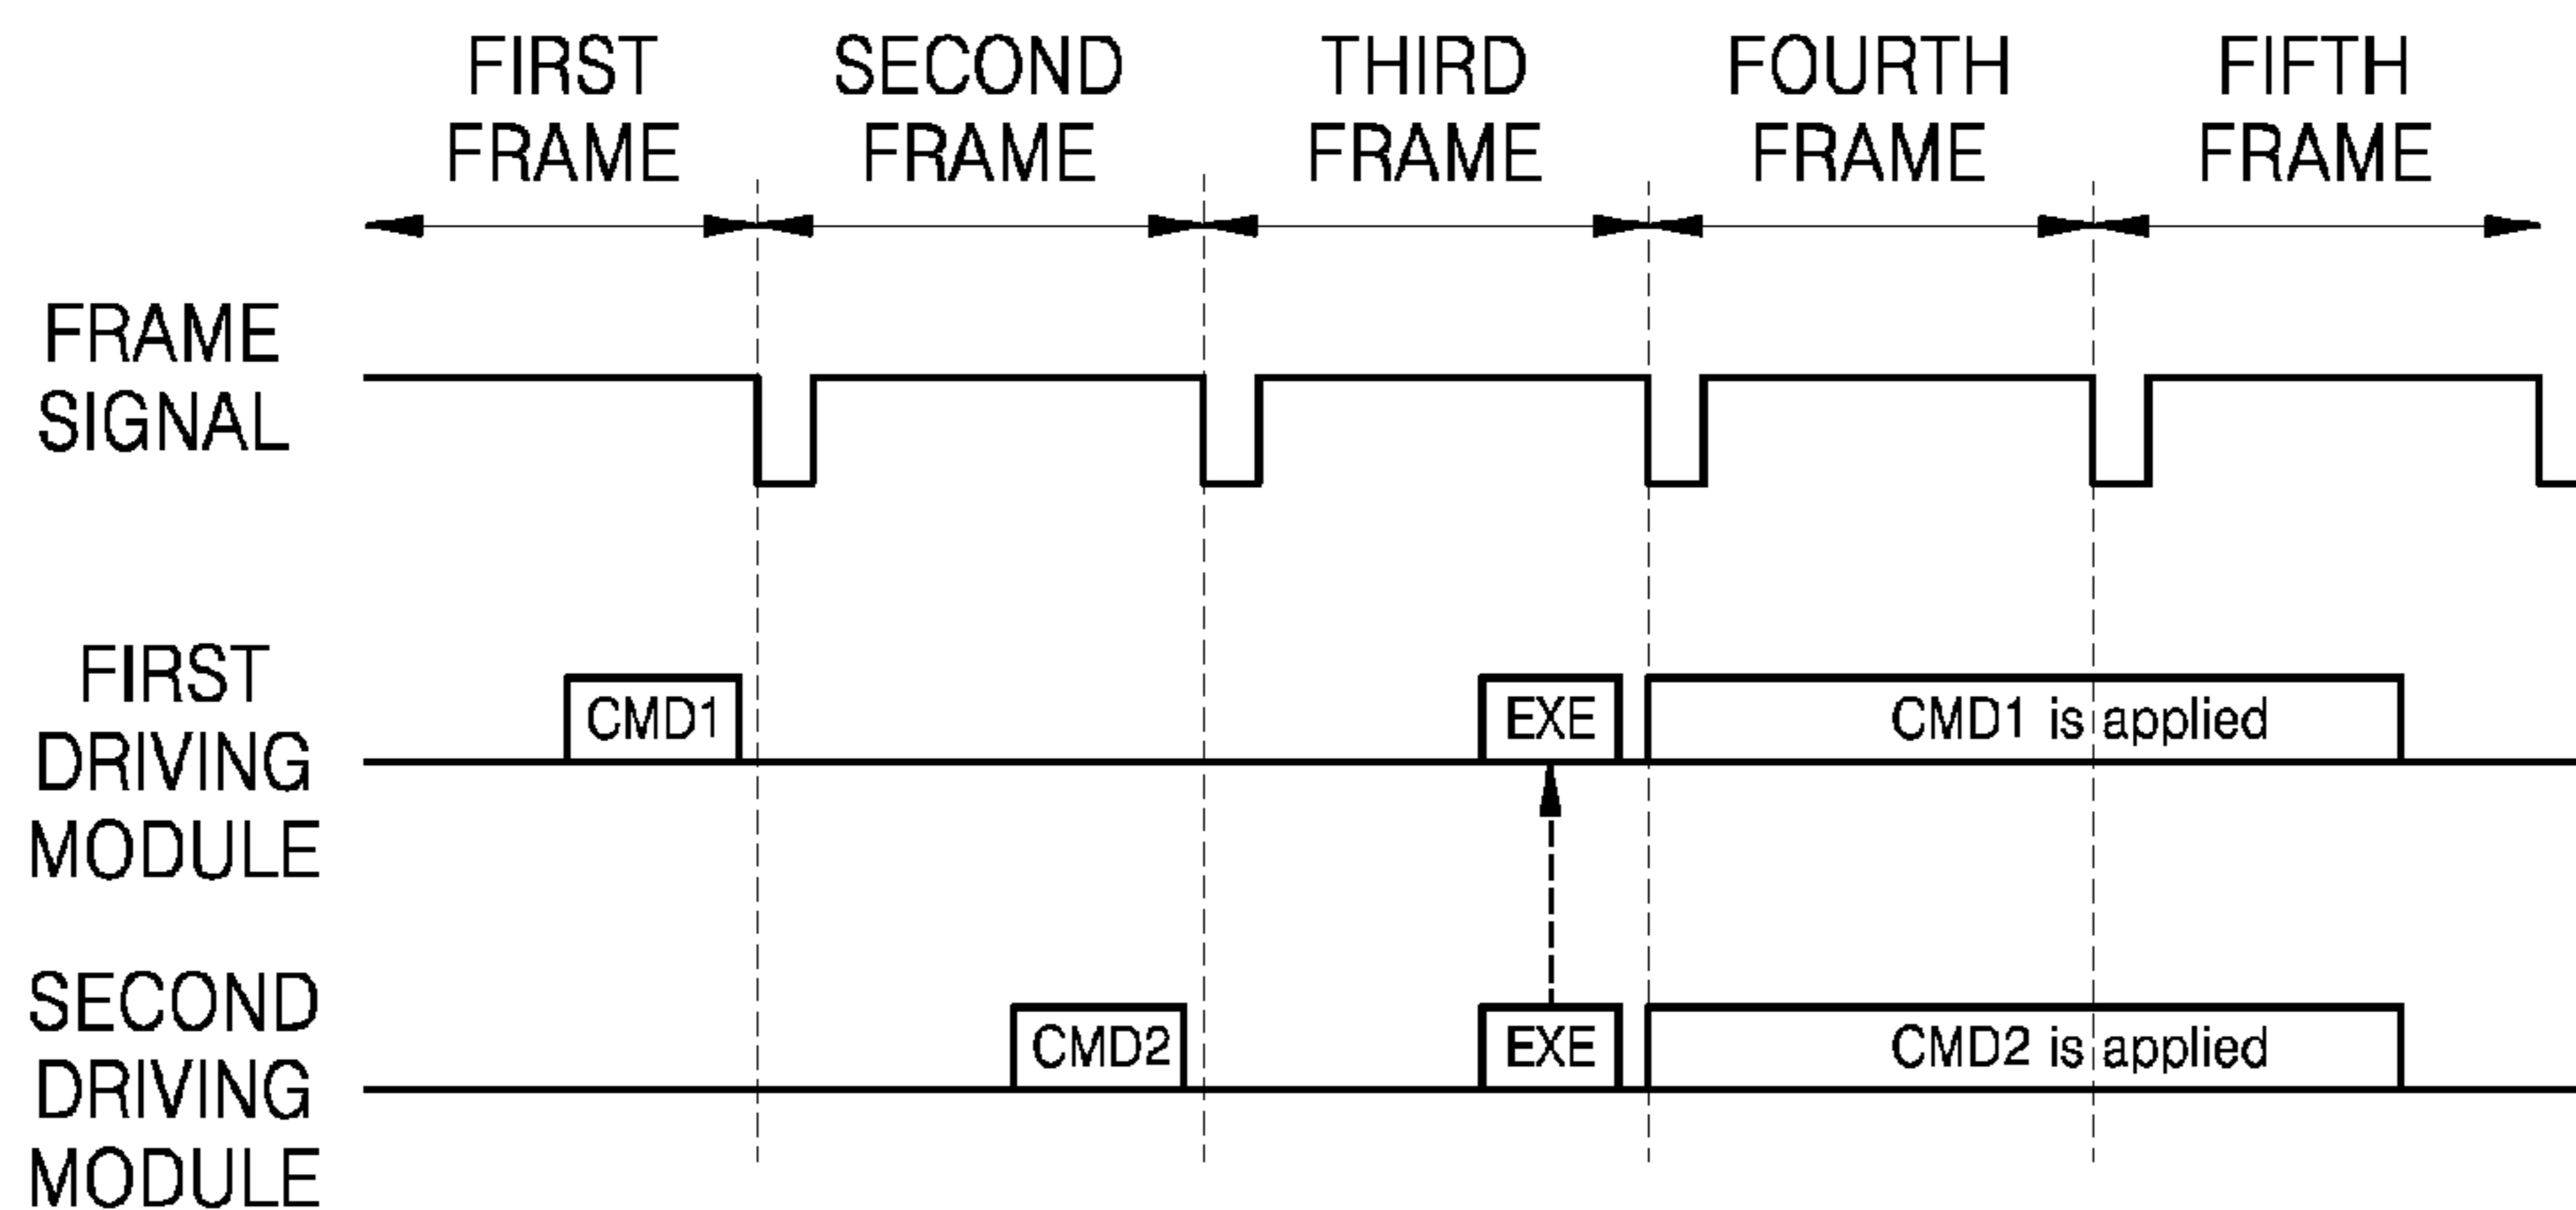 FIRST
FRAME
SECOND
FRAME
THIRD
FRAME
FOURTH
FRAME
FIFTH
FRAME
FRAME
SIGNAL
FIRST
DRIVING
MODULE
CMD1
EXE
CMD1 is applied
SECOND
DRIVING
MODULE
CMD2
EXE
CMD2 is applied